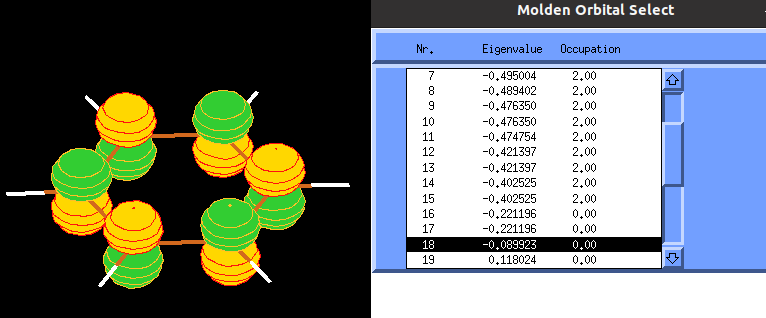 Molden Orbital Select
Nr. Eigenvalue Occupation
7 -0.495004 2.00
8 -0.489402 2.00
9 -0.476350 2.00
10 -0.476350 2.00
11 -0.474754 2.00
12 -0.421397 2.00
13 -0.421397 2.00
14 -0.402525 2.00
15 -0.402525 2.00
16 -0.221196 0.00
17 -0.221196 0.00
18 -0.089923 0.00
19 0.118024 0.00